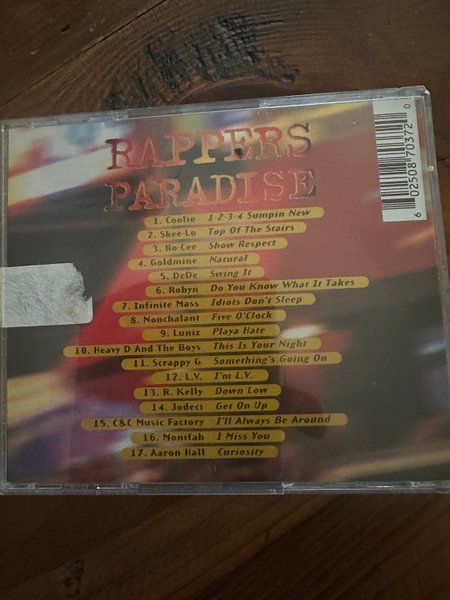 RAPPERS
PARADISE
1. Coolio 1-2-3-4 Sumpin New
2. Skee-Lo Top Of The Stairs
3. Ro-Cee Show Respect
4. Goldmine Natural
5. DeDe Swing It
6. Robyn Do You Know What It Takes
7. Infinite Mass Idiots Don't Sleep
8. Nonchalant Five O'Clock
9. Luniz Playa Hate
10. Heavy D And The Boys This Is Your Night
11. Scrappy G Something's Going On
12. L.V. I'm L.V.
13. R. Kelly Down Low
14. Jodeci Get On Up
15. C&C Music Factory I'll Always Be Around
16. Monifah I Miss You
17. Aaron Hall Curiosity
6 02508 70372 0